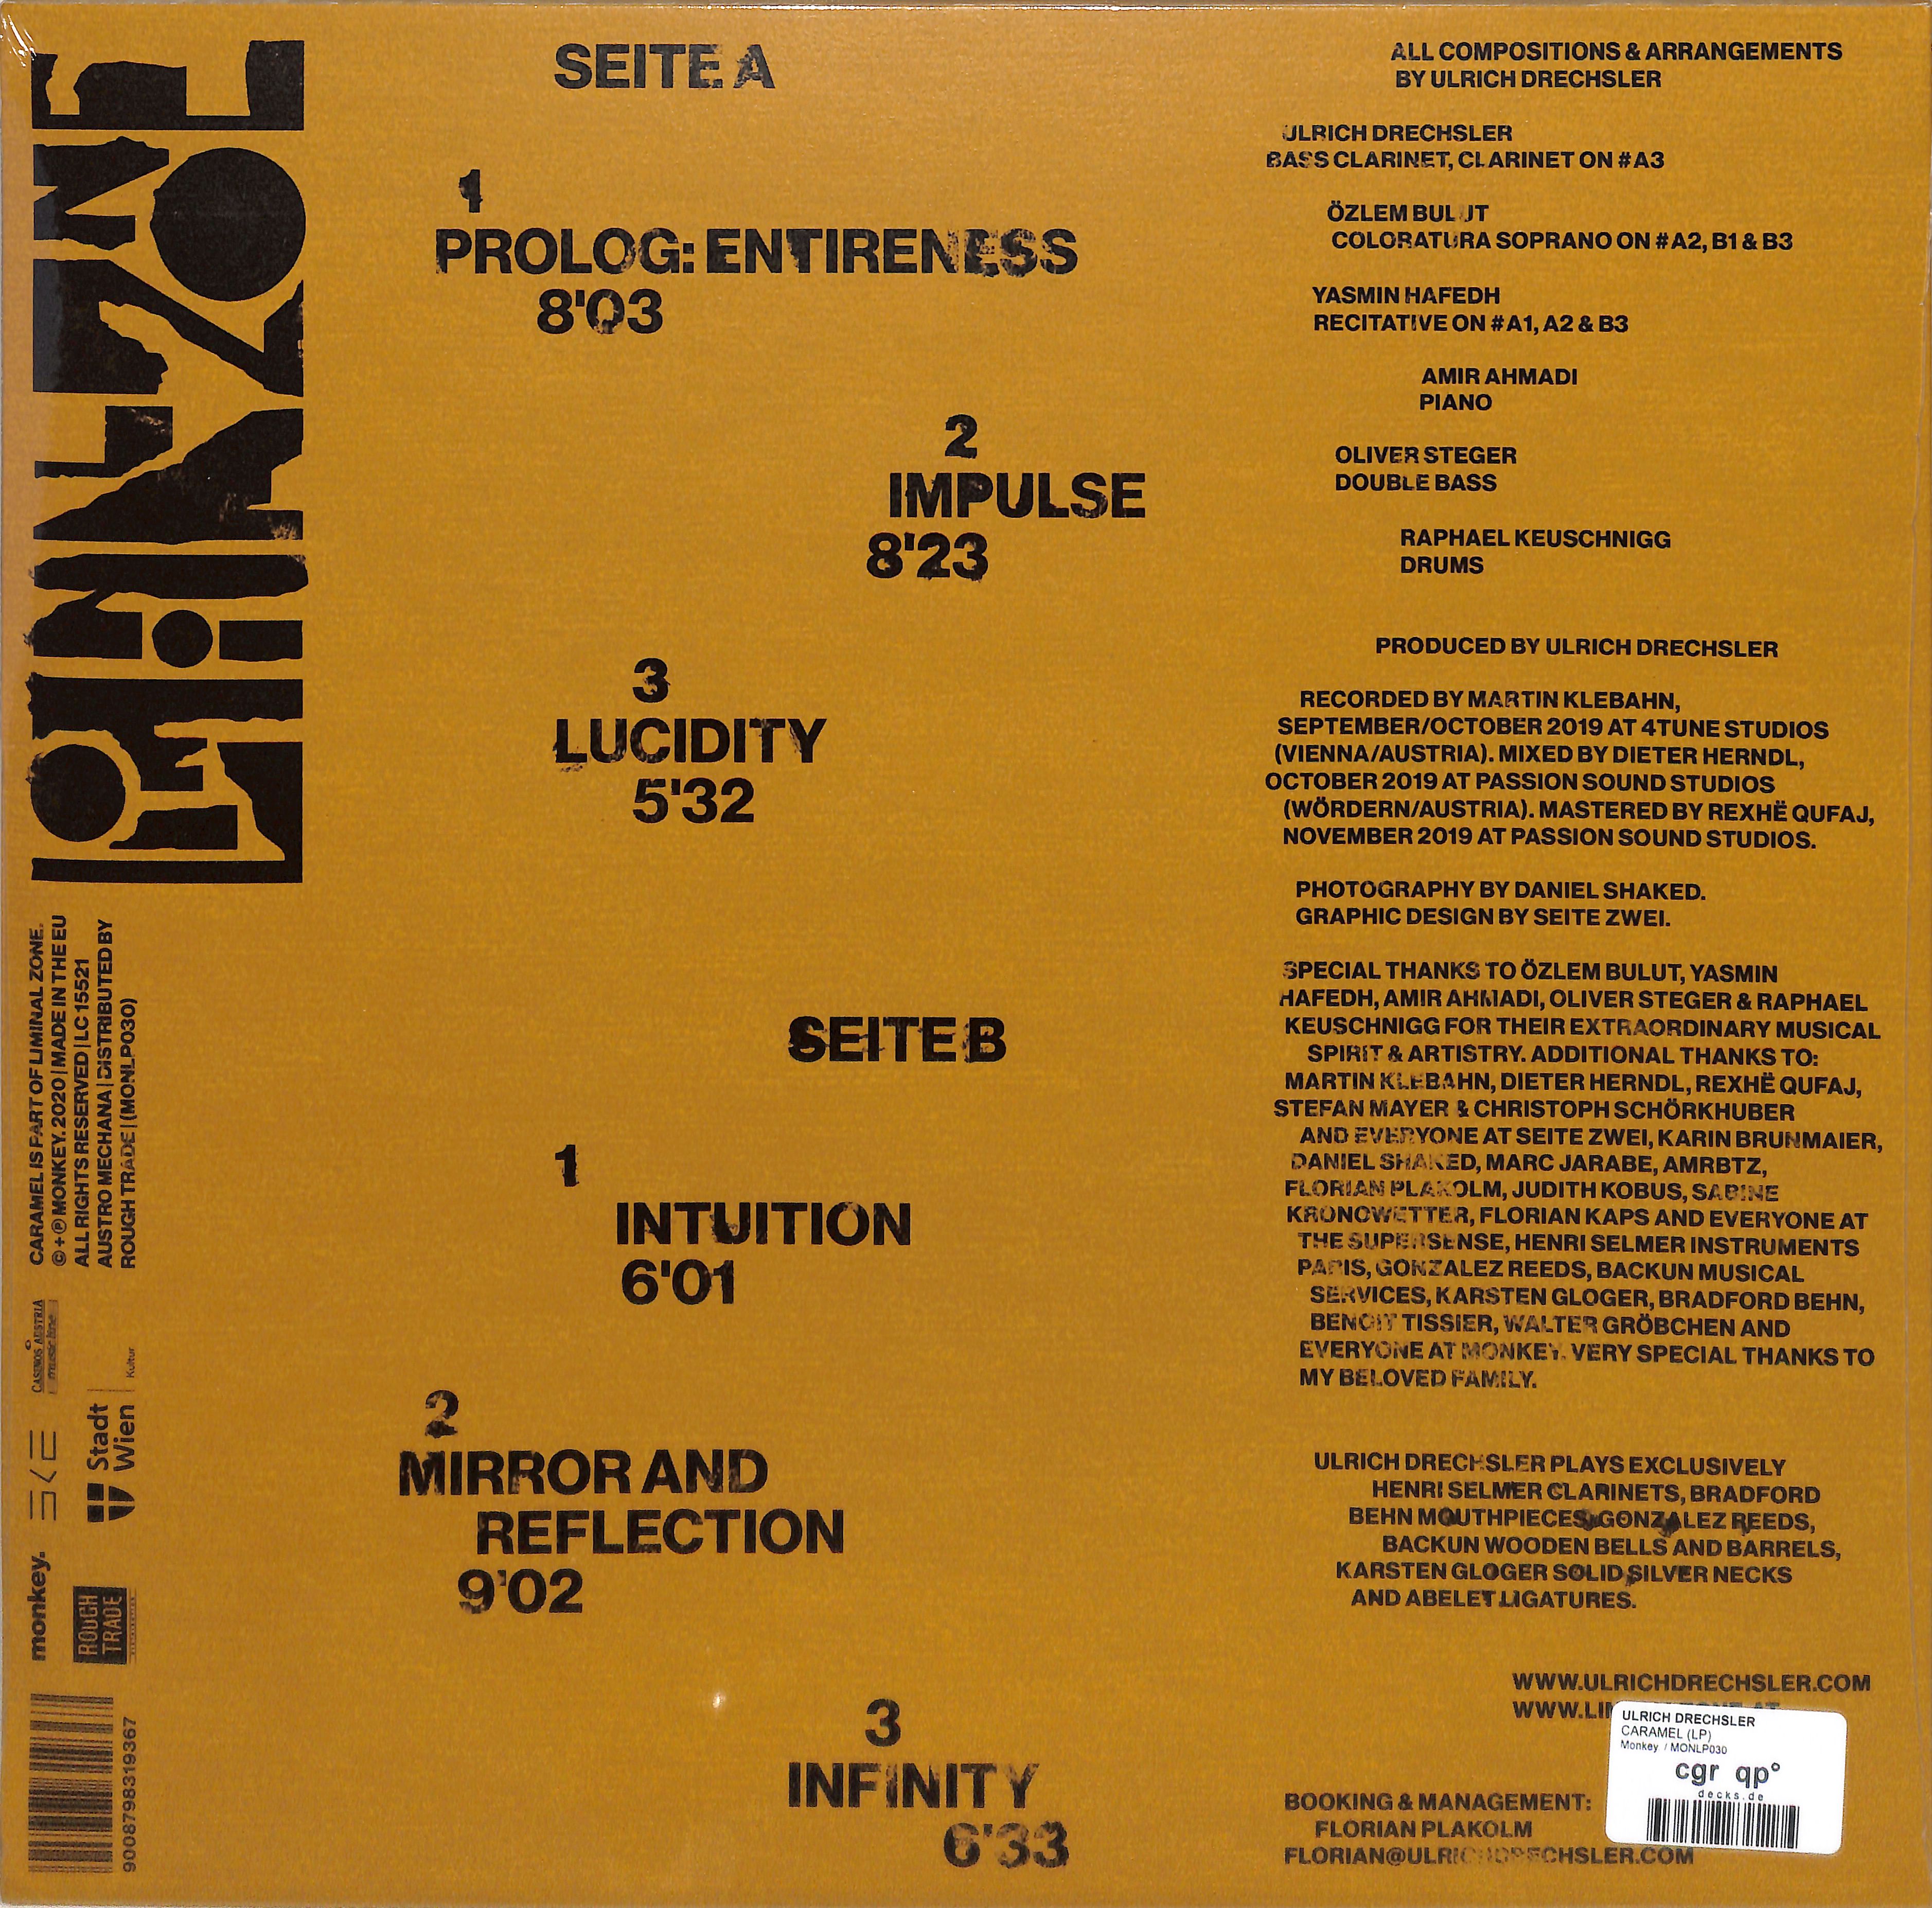 LIMINAL ZONE
SEITE A
1
PROLOG: ENTIRENESS
8'03
2
IMPULSE
8'23
3
LUCIDITY
5'32
SEITE B
1
INTUITION
6'01
2
MIRROR AND
REFLECTION
9'02
3
INFINITY
6'33
ALL COMPOSITIONS & ARRANGEMENTS
BY ULRICH DRECHSLER
ULRICH DRECHSLER
BASS CLARINET, CLARINET ON #A3
ÖZLEM BULUT
COLORATURA SOPRANO ON #A2, B1 & B3
YASMIN HAFEDH
RECITATIVE ON #A1, A2 & B3
AMIR AHMADI
PIANO
OLIVER STEGER
DOUBLE BASS
RAPHAEL KEUSCHNIGG
DRUMS
PRODUCED BY ULRICH DRECHSLER
RECORDED BY MARTIN KLEBAHN,
SEPTEMBER/OCTOBER 2019 AT 4TUNE STUDIOS
(VIENNA/AUSTRIA). MIXED BY DIETER HERNDL,
OCTOBER 2019 AT PASSION SOUND STUDIOS
(WÖRDERN/AUSTRIA). MASTERED BY REXHË QUFAJ,
NOVEMBER 2019 AT PASSION SOUND STUDIOS.
PHOTOGRAPHY BY DANIEL SHAKED.
GRAPHIC DESIGN BY SEITE ZWEI.
SPECIAL THANKS TO ÖZLEM BULUT, YASMIN
HAFEDH, AMIR AHMADI, OLIVER STEGER & RAPHAEL
KEUSCHNIGG FOR THEIR EXTRAORDINARY MUSICAL
SPIRIT & ARTISTRY. ADDITIONAL THANKS TO:
MARTIN KLEBAHN, DIETER HERNDL, REXHË QUFAJ,
STEFAN MAYER & CHRISTOPH SCHÖRKHUBER
AND EVERYONE AT SEITE ZWEI, KARIN BRUNMAIER,
DANIEL SHAKED, MARC JARABE, AMRBTZ,
FLORIAN PLAKOLM, JUDITH KOBUS, SABINE
KRONOWETTER, FLORIAN KAPS AND EVERYONE AT
THE SUPERSENSE, HENRI SELMER INSTRUMENTS
PARIS, GONZALEZ REEDS, BACKUN MUSICAL
SERVICES, KARSTEN GLOGER, BRADFORD BEHN,
BENOIT TISSIER, WALTER GRÖBCHEN AND
EVERYONE AT MONKEY. VERY SPECIAL THANKS TO
MY BELOVED FAMILY.
ULRICH DRECHSLER PLAYS EXCLUSIVELY
HENRI SELMER CLARINETS, BRADFORD
BEHN MOUTHPIECES, GONZALEZ REEDS,
BACKUN WOODEN BELLS AND BARRELS,
KARSTEN GLOGER SOLID SILVER NECKS
AND ABELET LIGATURES.
WWW.ULRICHDRECHSLER.COM
BOOKING & MANAGEMENT:
FLORIAN PLAKOLM
FLORIAN@ULRICHDRECHSLER.COM
ULRICH DRECHSLER
CARAMEL (LP)
Monkey / MONLP030
cgr qp°
decks.de
CARAMEL IS PART OF LIMINAL ZONE.
© + ℗ MONKEY. 2020 | MADE IN THE EU
ALL RIGHTS RESERVED | LC 15521
AUSTRO MECHANA | DISTRIBUTED BY
ROUGH TRADE | (MONLP030)
CASINOS AUSTRIA
music line
SKE
Stadt
Wien
Kultur
monkey.
ROUGH
TRADE
9008798319367